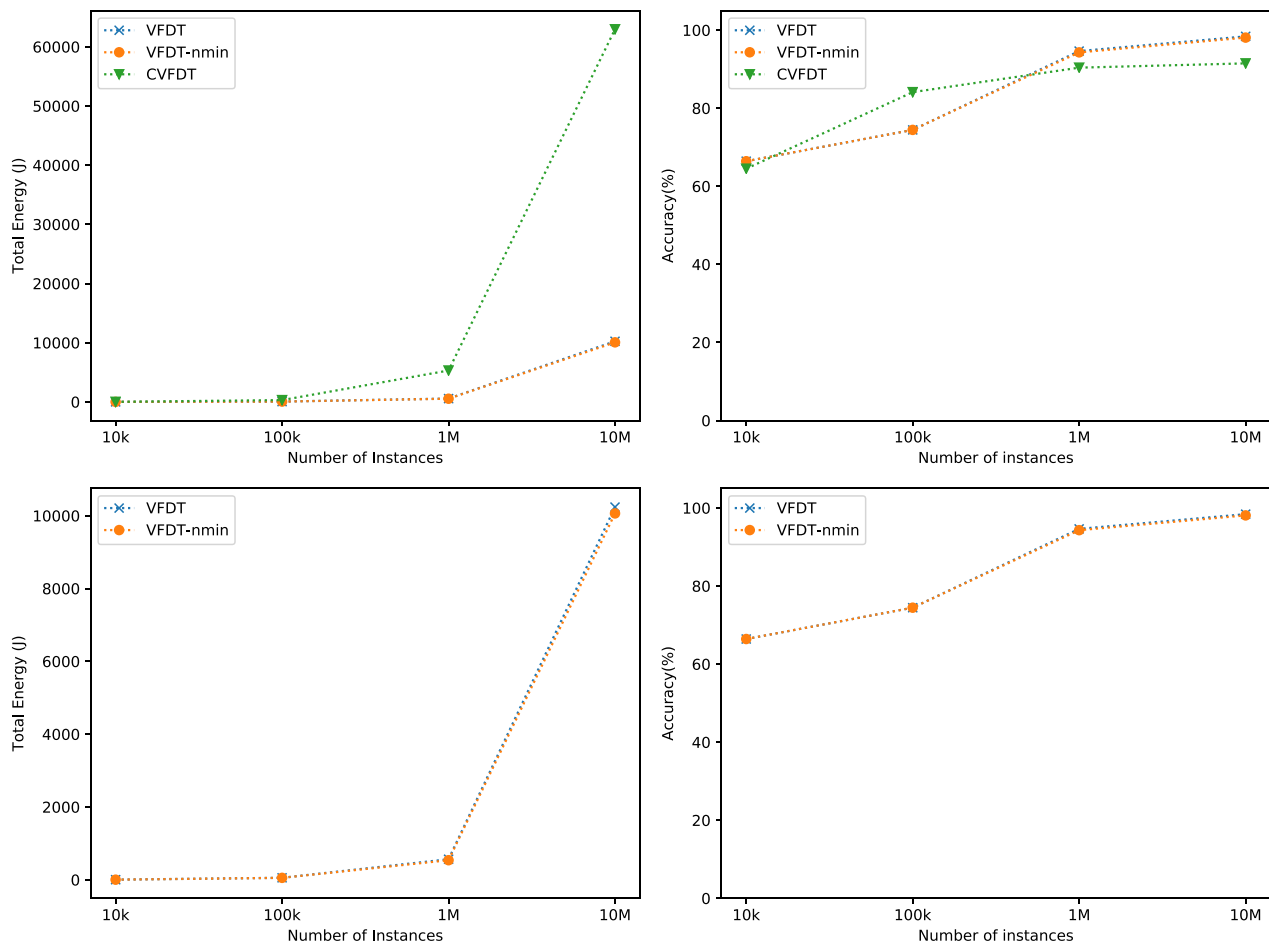 VFDT
VFDT-nmin
CVFDT
60000
50000
40000
30000
20000
10000
0
Total Energy (J)
10k 100k 1M 10M
Number of Instances
VFDT
VFDT-nmin
CVFDT
100
80
60
40
20
0
Accuracy(%)
10k 100k 1M 10M
Number of instances
VFDT
VFDT-nmin
10000
8000
6000
4000
2000
0
Total Energy (J)
10k 100k 1M 10M
Number of Instances
VFDT
VFDT-nmin
100
80
60
40
20
0
Accuracy(%)
10k 100k 1M 10M
Number of instances